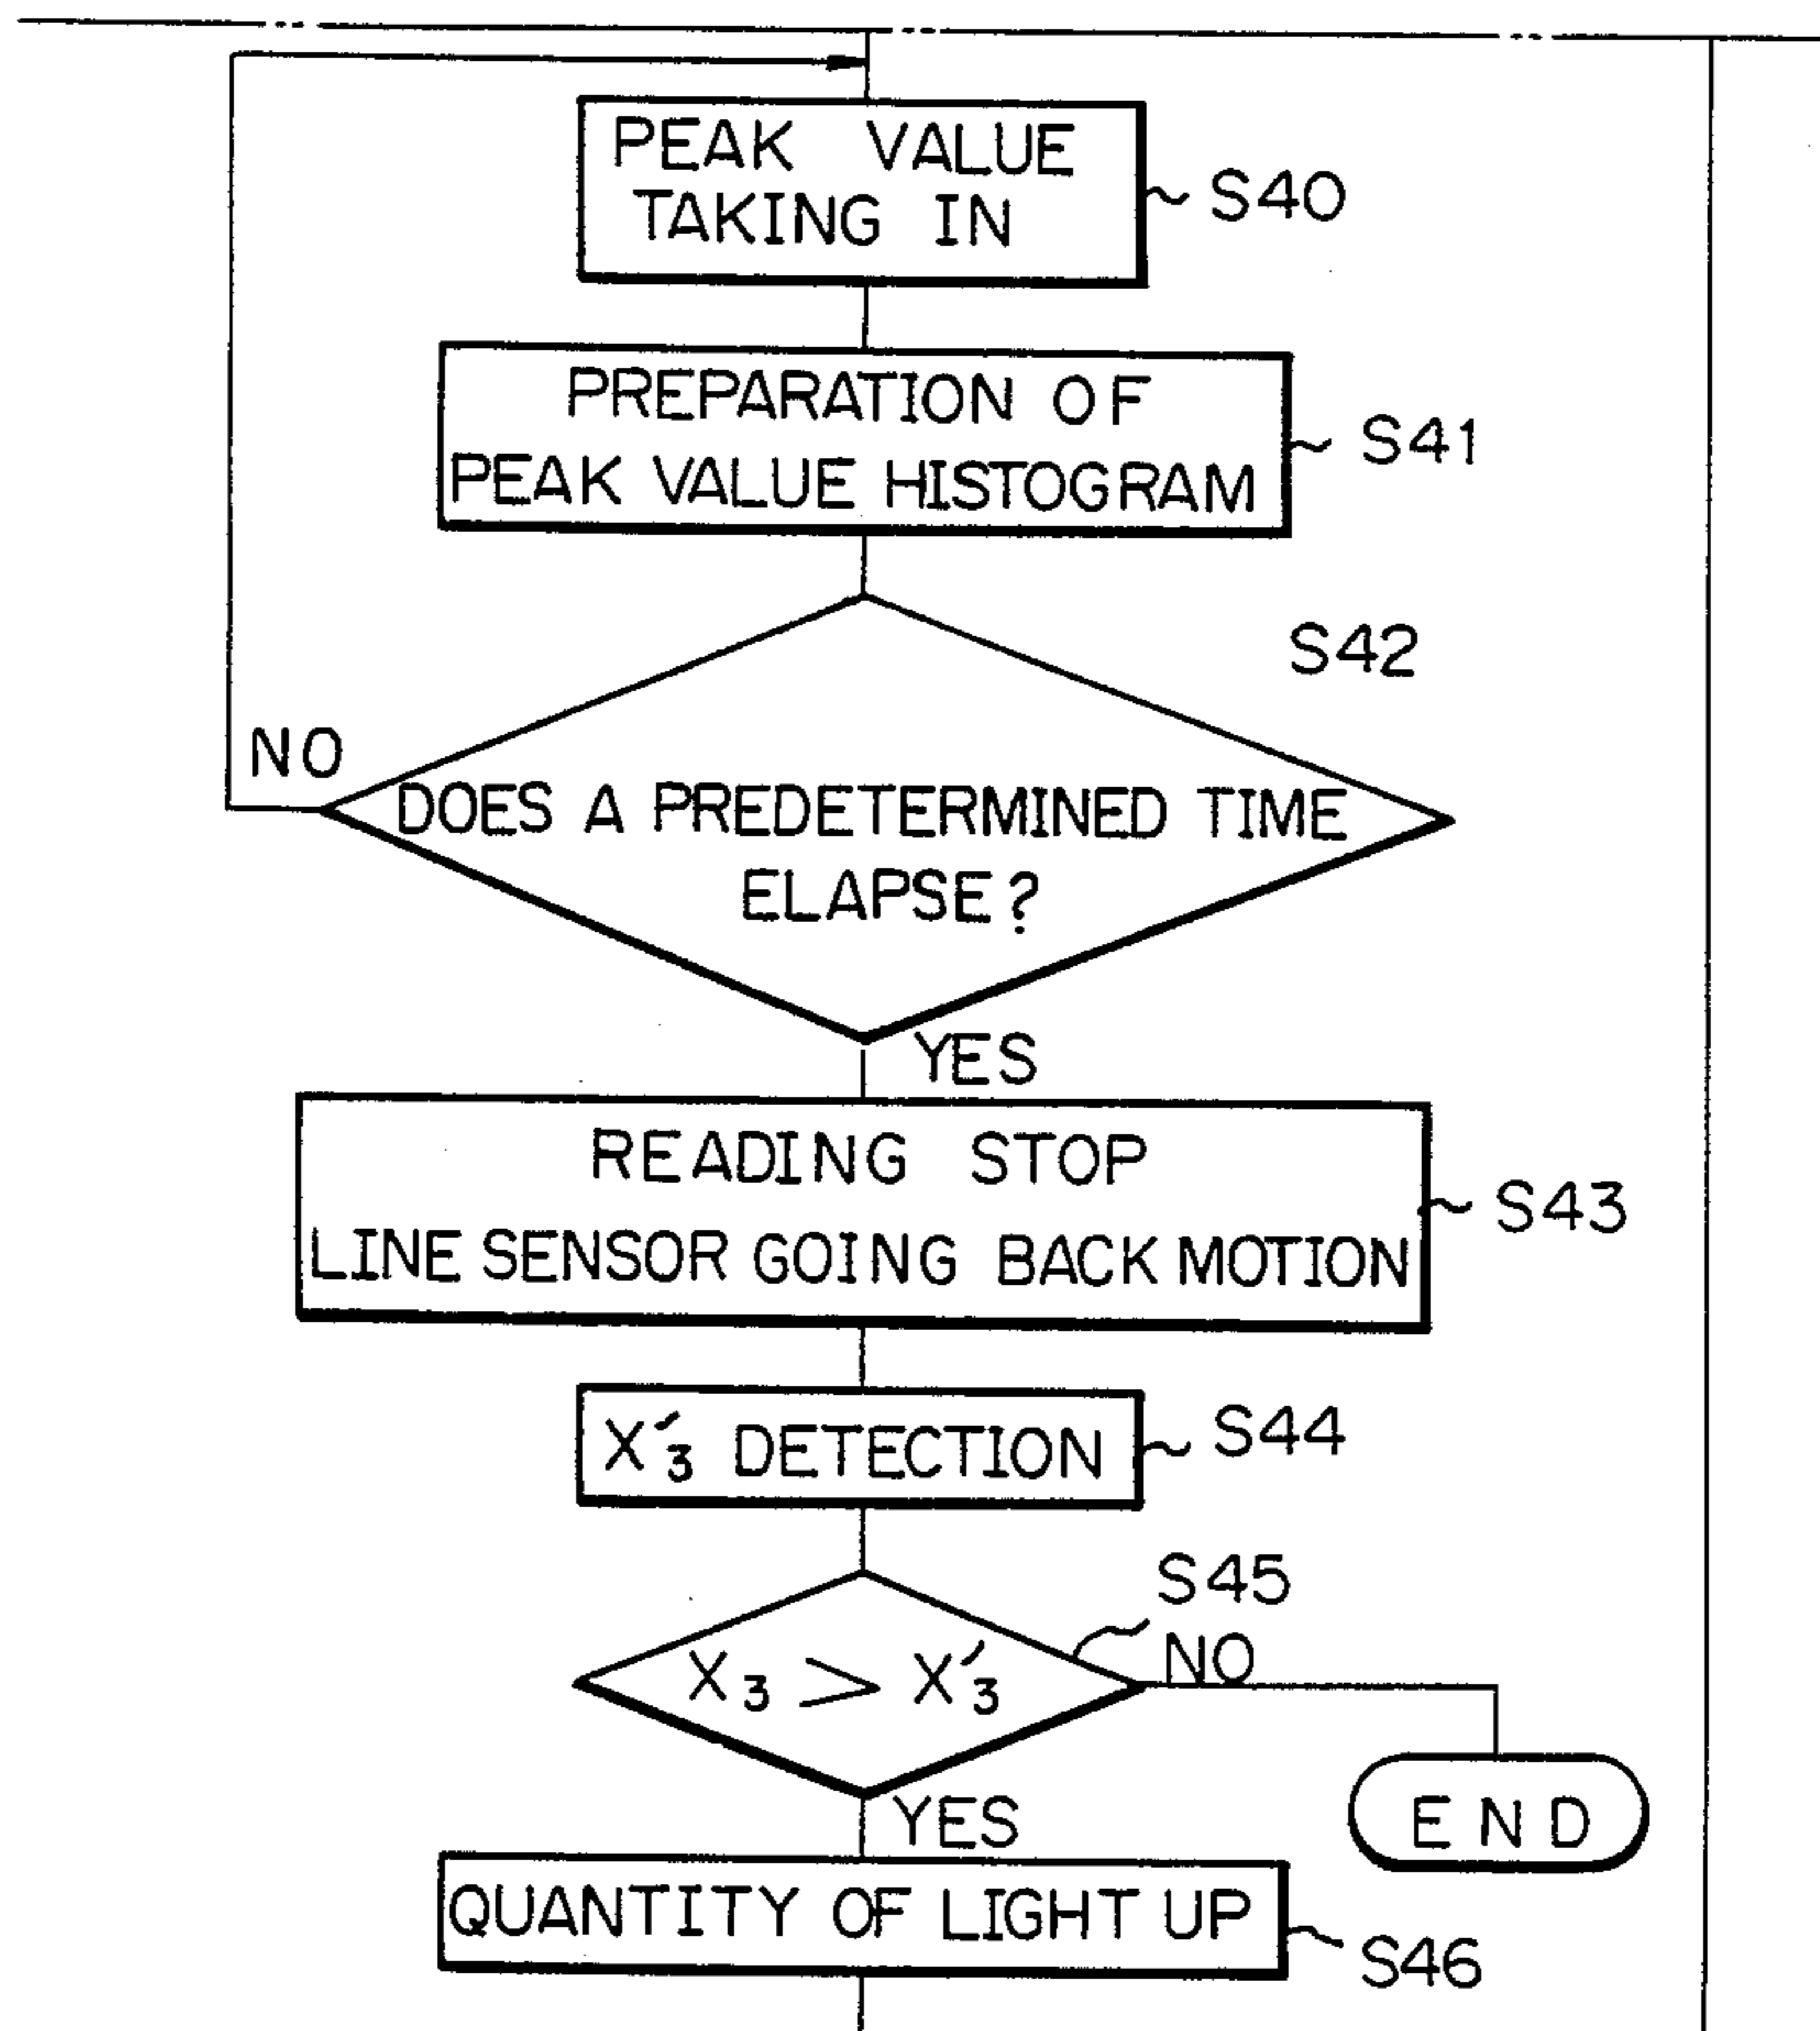 PEAK VALUE
TAKING IN
S40
PREPARATION OF
PEAK VALUE HISTOGRAM
S41
S42
NO
DOES A PREDETERMINED TIME
ELAPSE?
YES
READING STOP
LINE SENSOR GOING BACK MOTION
S43
X'3 DETECTION
S44
S45
X3 > X'3
NO
END
YES
QUANTITY OF LIGHT UP
S46